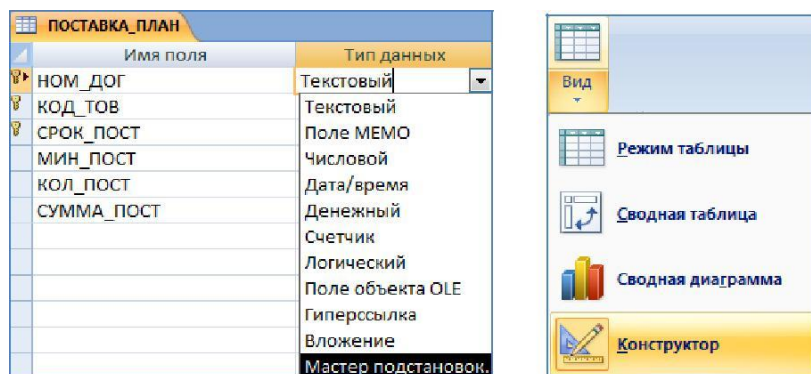 ПОСТАВКА_ПЛАН
Имя поля Тип данных
НОМ_ДОГ Текстовый
КОД_ТОВ Текстовый
СРОК_ПОСТ Поле МЕМО
МИН_ПОСТ Числовой
КОЛ_ПОСТ Дата/время
СУММА_ПОСТ Денежный
Счетчик
Логический
Поле объекта OLE
Гиперссылка
Вложение
Мастер подстановок.
Вид
Режим таблицы
Сводная таблица
Сводная диаграмма
Конструктор